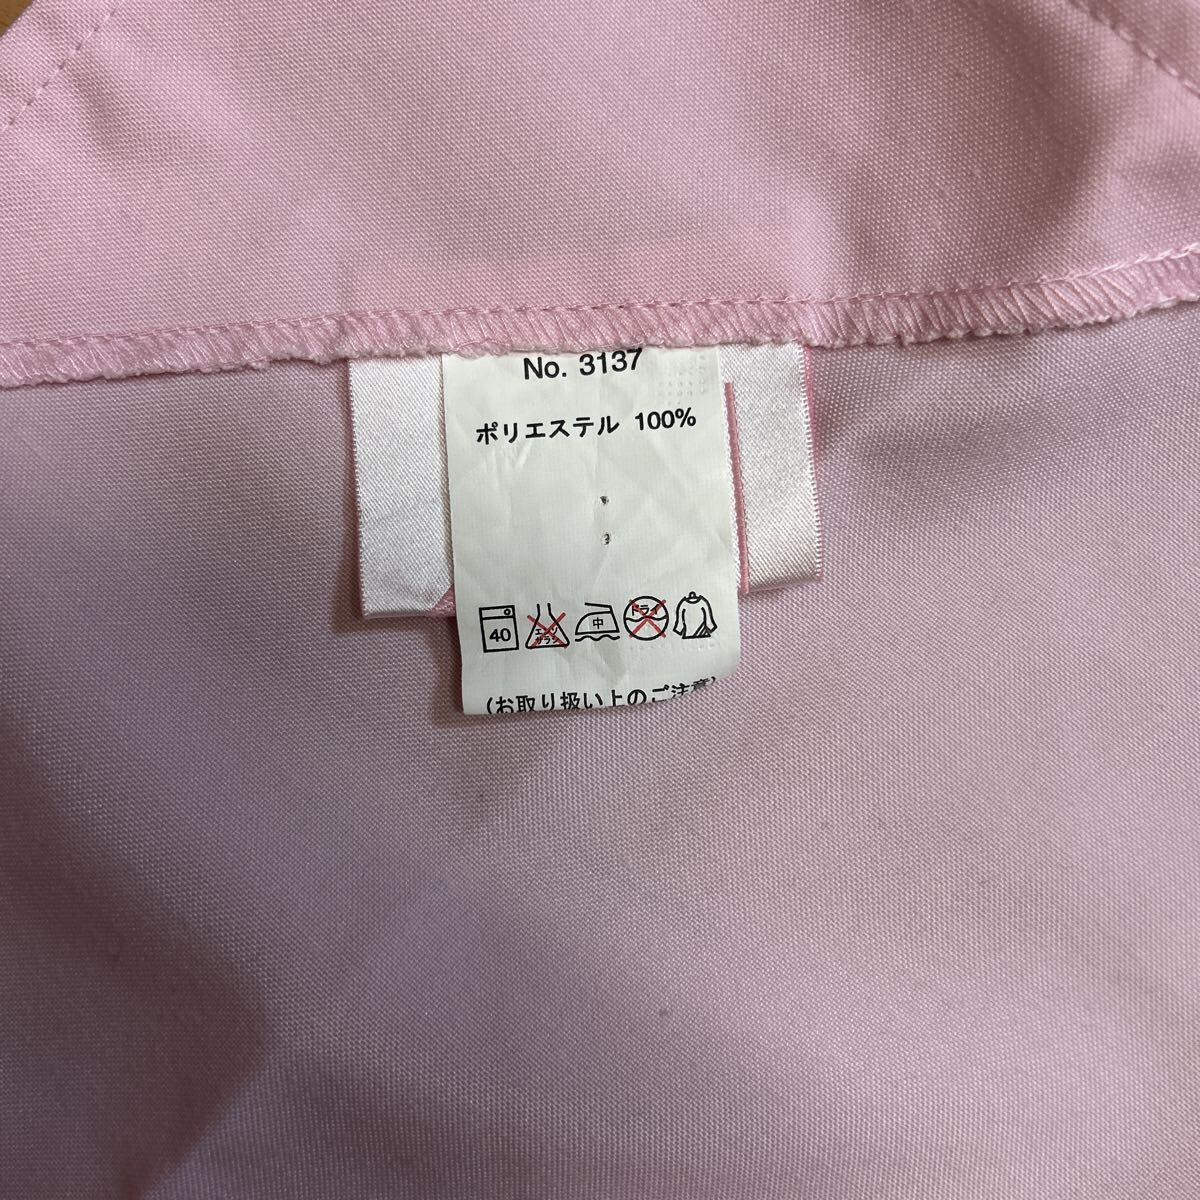 No. 3137
ポリエステル 100%
40 エンソサラシ 中 ドライ
(お取り扱い上のご注意)